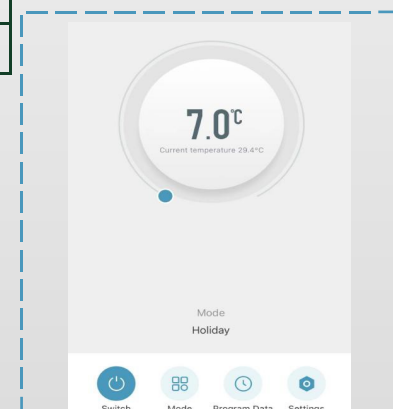 7.0°C
Current temperature 29.4°C
Mode
Holiday
Switch Mode Program Data Settings